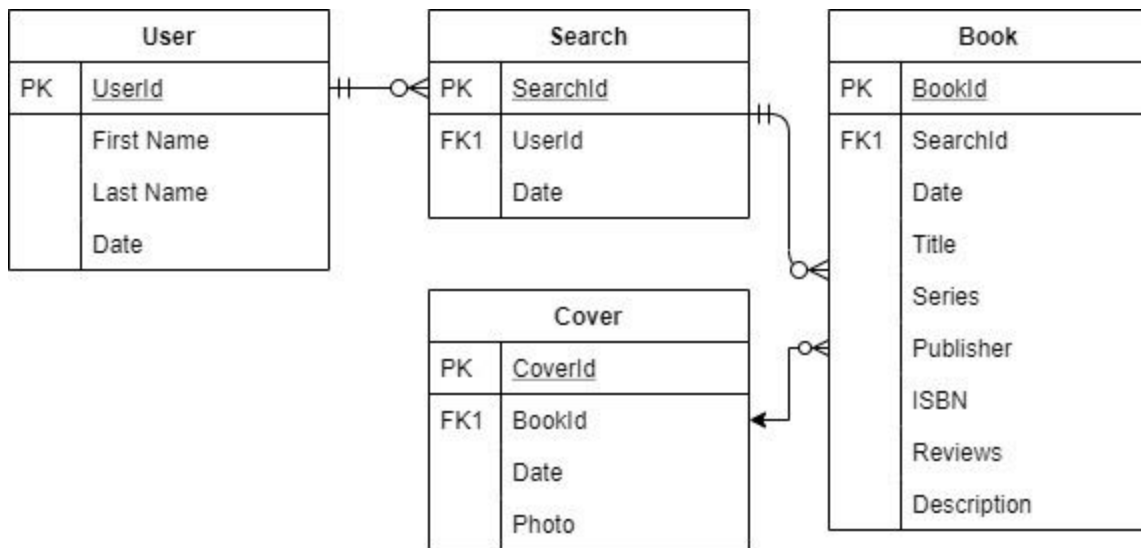 User
PK UserId
First Name
Last Name
Date
Search
PK SearchId
FK1 UserId
Date
Book
PK BookId
FK1 SearchId
Date
Title
Series
Publisher
ISBN
Reviews
Description
Cover
PK CoverId
FK1 BookId
Date
Photo